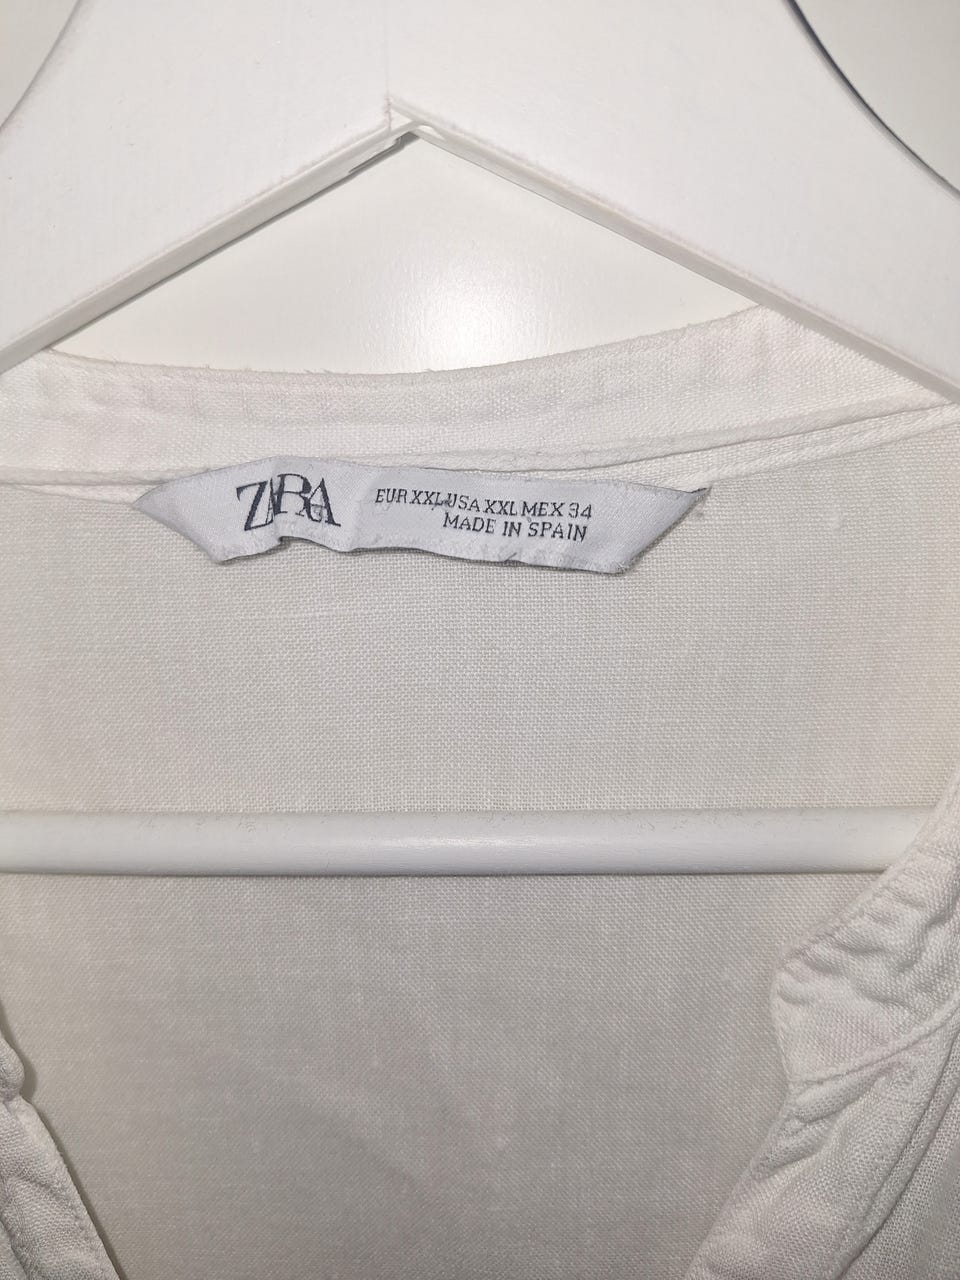 ZARA
EUR XXL USA XXL MEX 34
MADE IN SPAIN